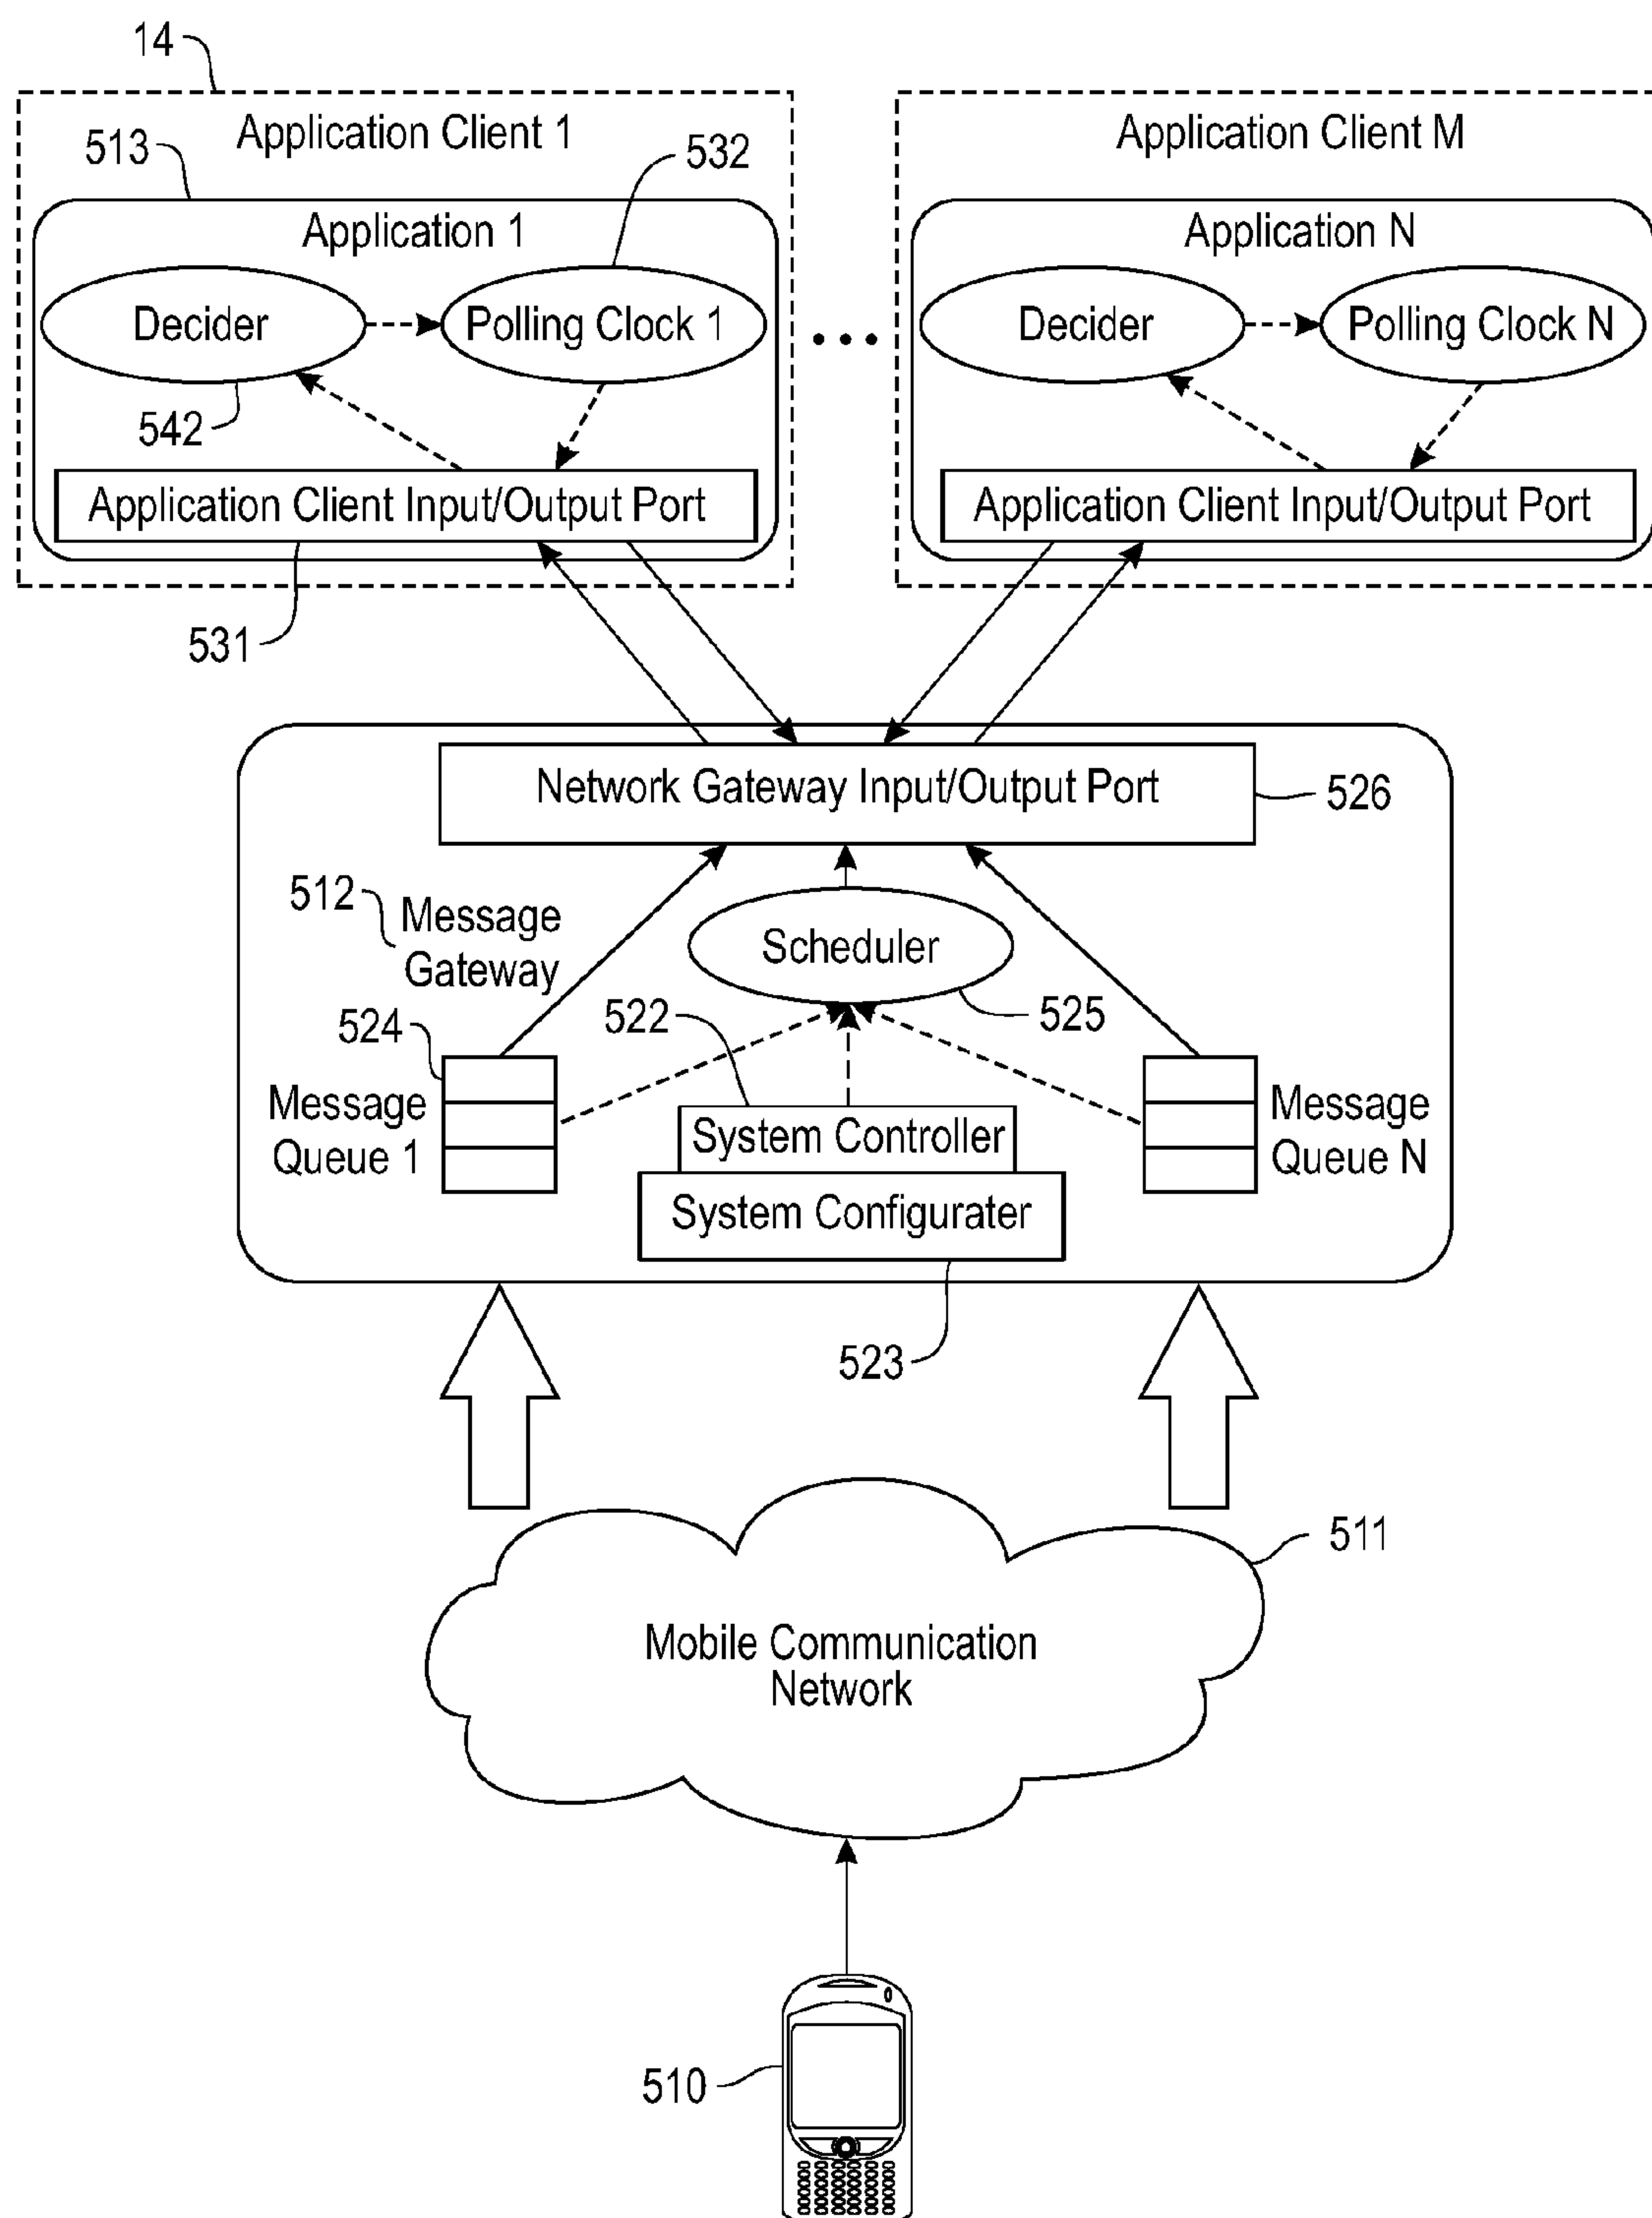 14
Application Client 1
Application Client M
513
532
Application 1
Application N
Decider
Polling Clock 1
Decider
Polling Clock N
542
Application Client Input/Output Port
Application Client Input/Output Port
531
Network Gateway Input/Output Port
526
512
Message
Gateway
Scheduler
524
522
525
Message
Queue 1
System Controller
Message
Queue N
System Configurater
523
511
Mobile Communication
Network
510